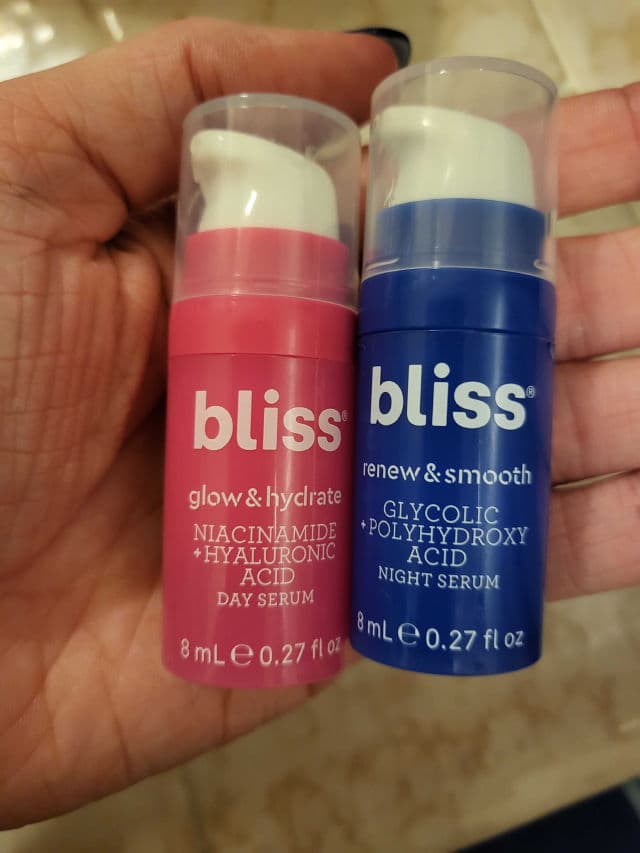 bliss®
glow & hydrate
NIACINAMIDE
+HYALURONIC
ACID
DAY SERUM
8 mL ℮ 0.27 fl oz
bliss®
renew & smooth
GLYCOLIC
+POLYHYDROXY
ACID
NIGHT SERUM
8 mL ℮ 0.27 fl oz